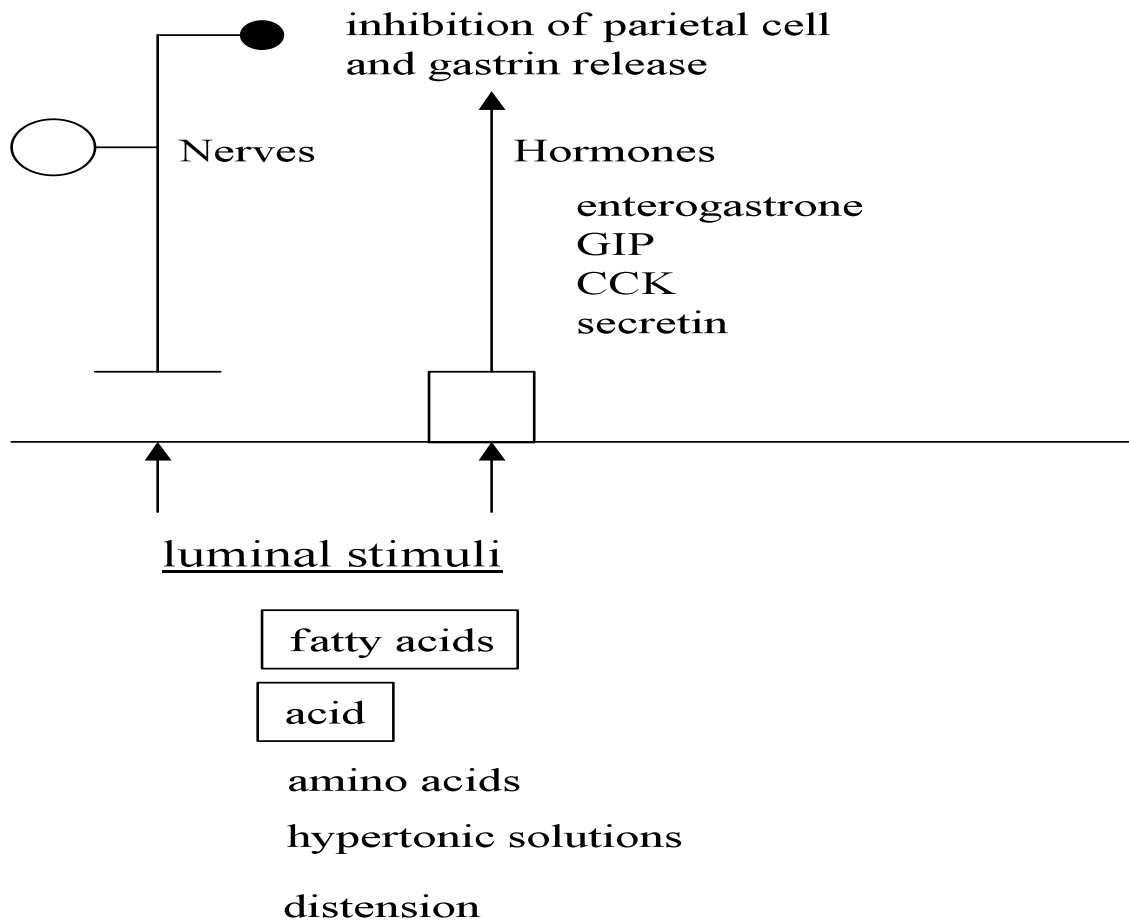 inhibition of parietal cell
and gastrin release
Nerves
Hormones
enterogastrone
GIP
CCK
secretin
luminal stimuli
fatty acids
acid
amino acids
hypertonic solutions
distension